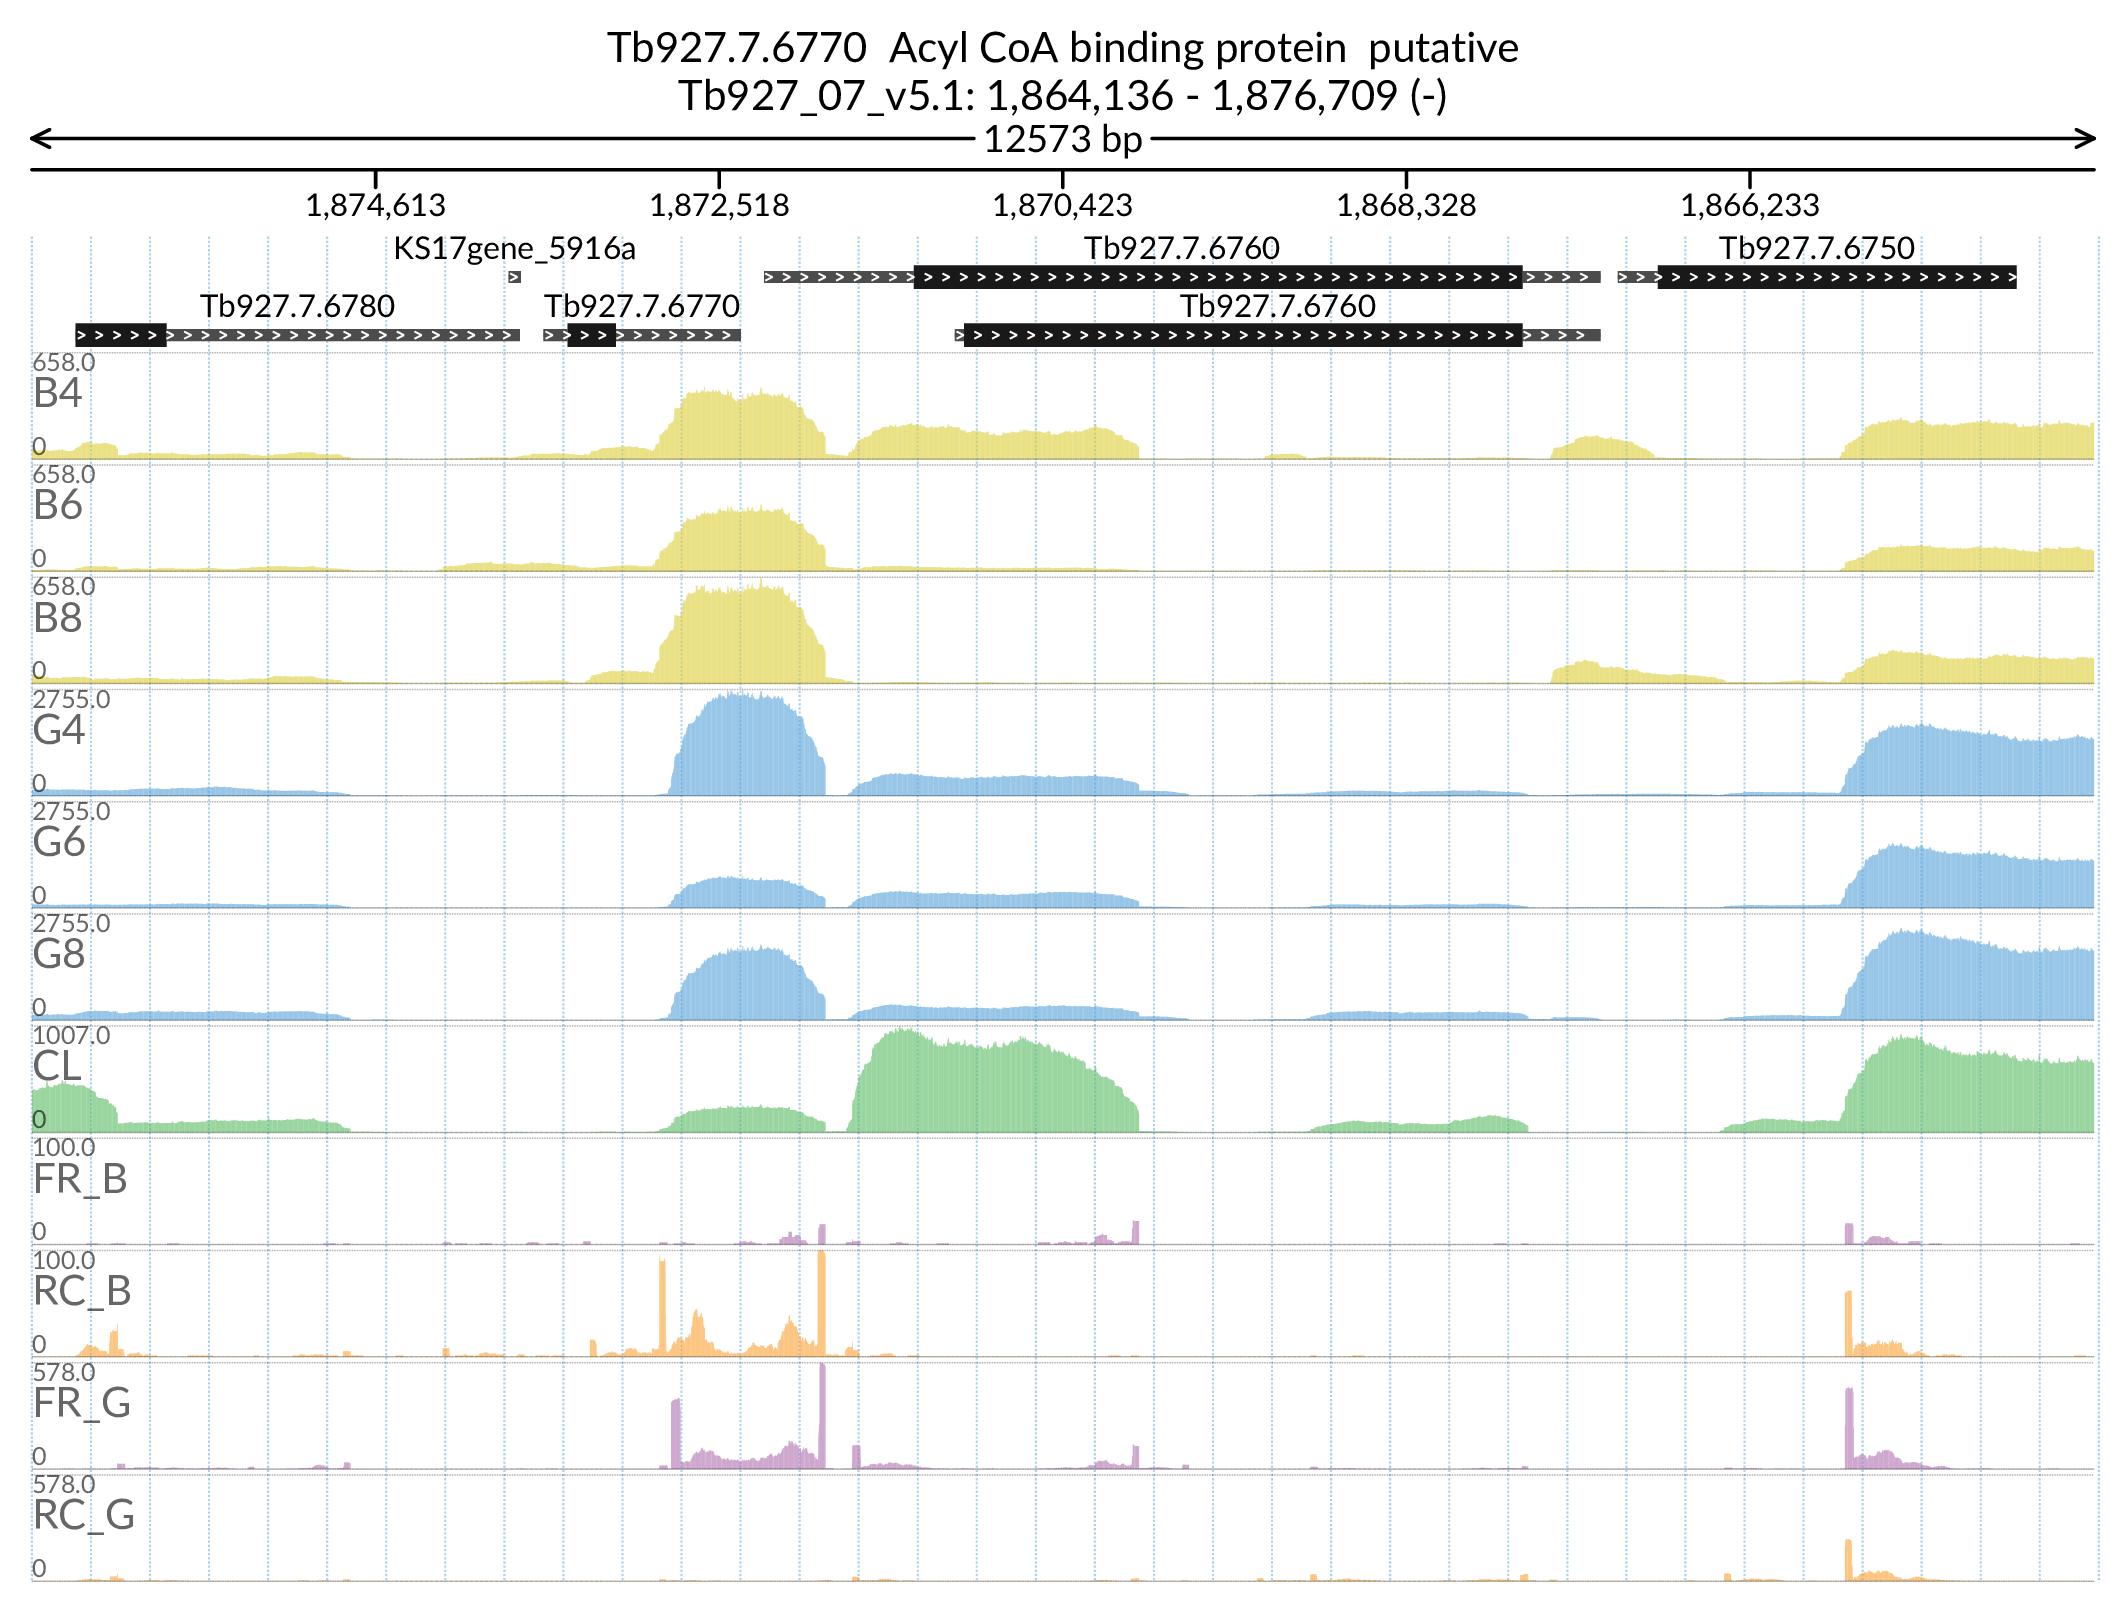 Tb927.7.6770  Acyl CoA binding protein  putative
Tb927_07_v5.1: 1,864,136 - 1,876,709 (-)
12573 bp
1,874,613 1,872,518 1,870,423 1,868,328 1,866,233
KS17gene_5916a Tb927.7.6760 Tb927.7.6750
Tb927.7.6780 Tb927.7.6770 Tb927.7.6760
658.0
B4
0
658.0
B6
0
658.0
B8
0
2755.0
G4
0
2755.0
G6
0
2755.0
G8
0
1007.0
CL
0
100.0
FR_B
0
100.0
RC_B
0
578.0
FR_G
0
578.0
RC_G
0